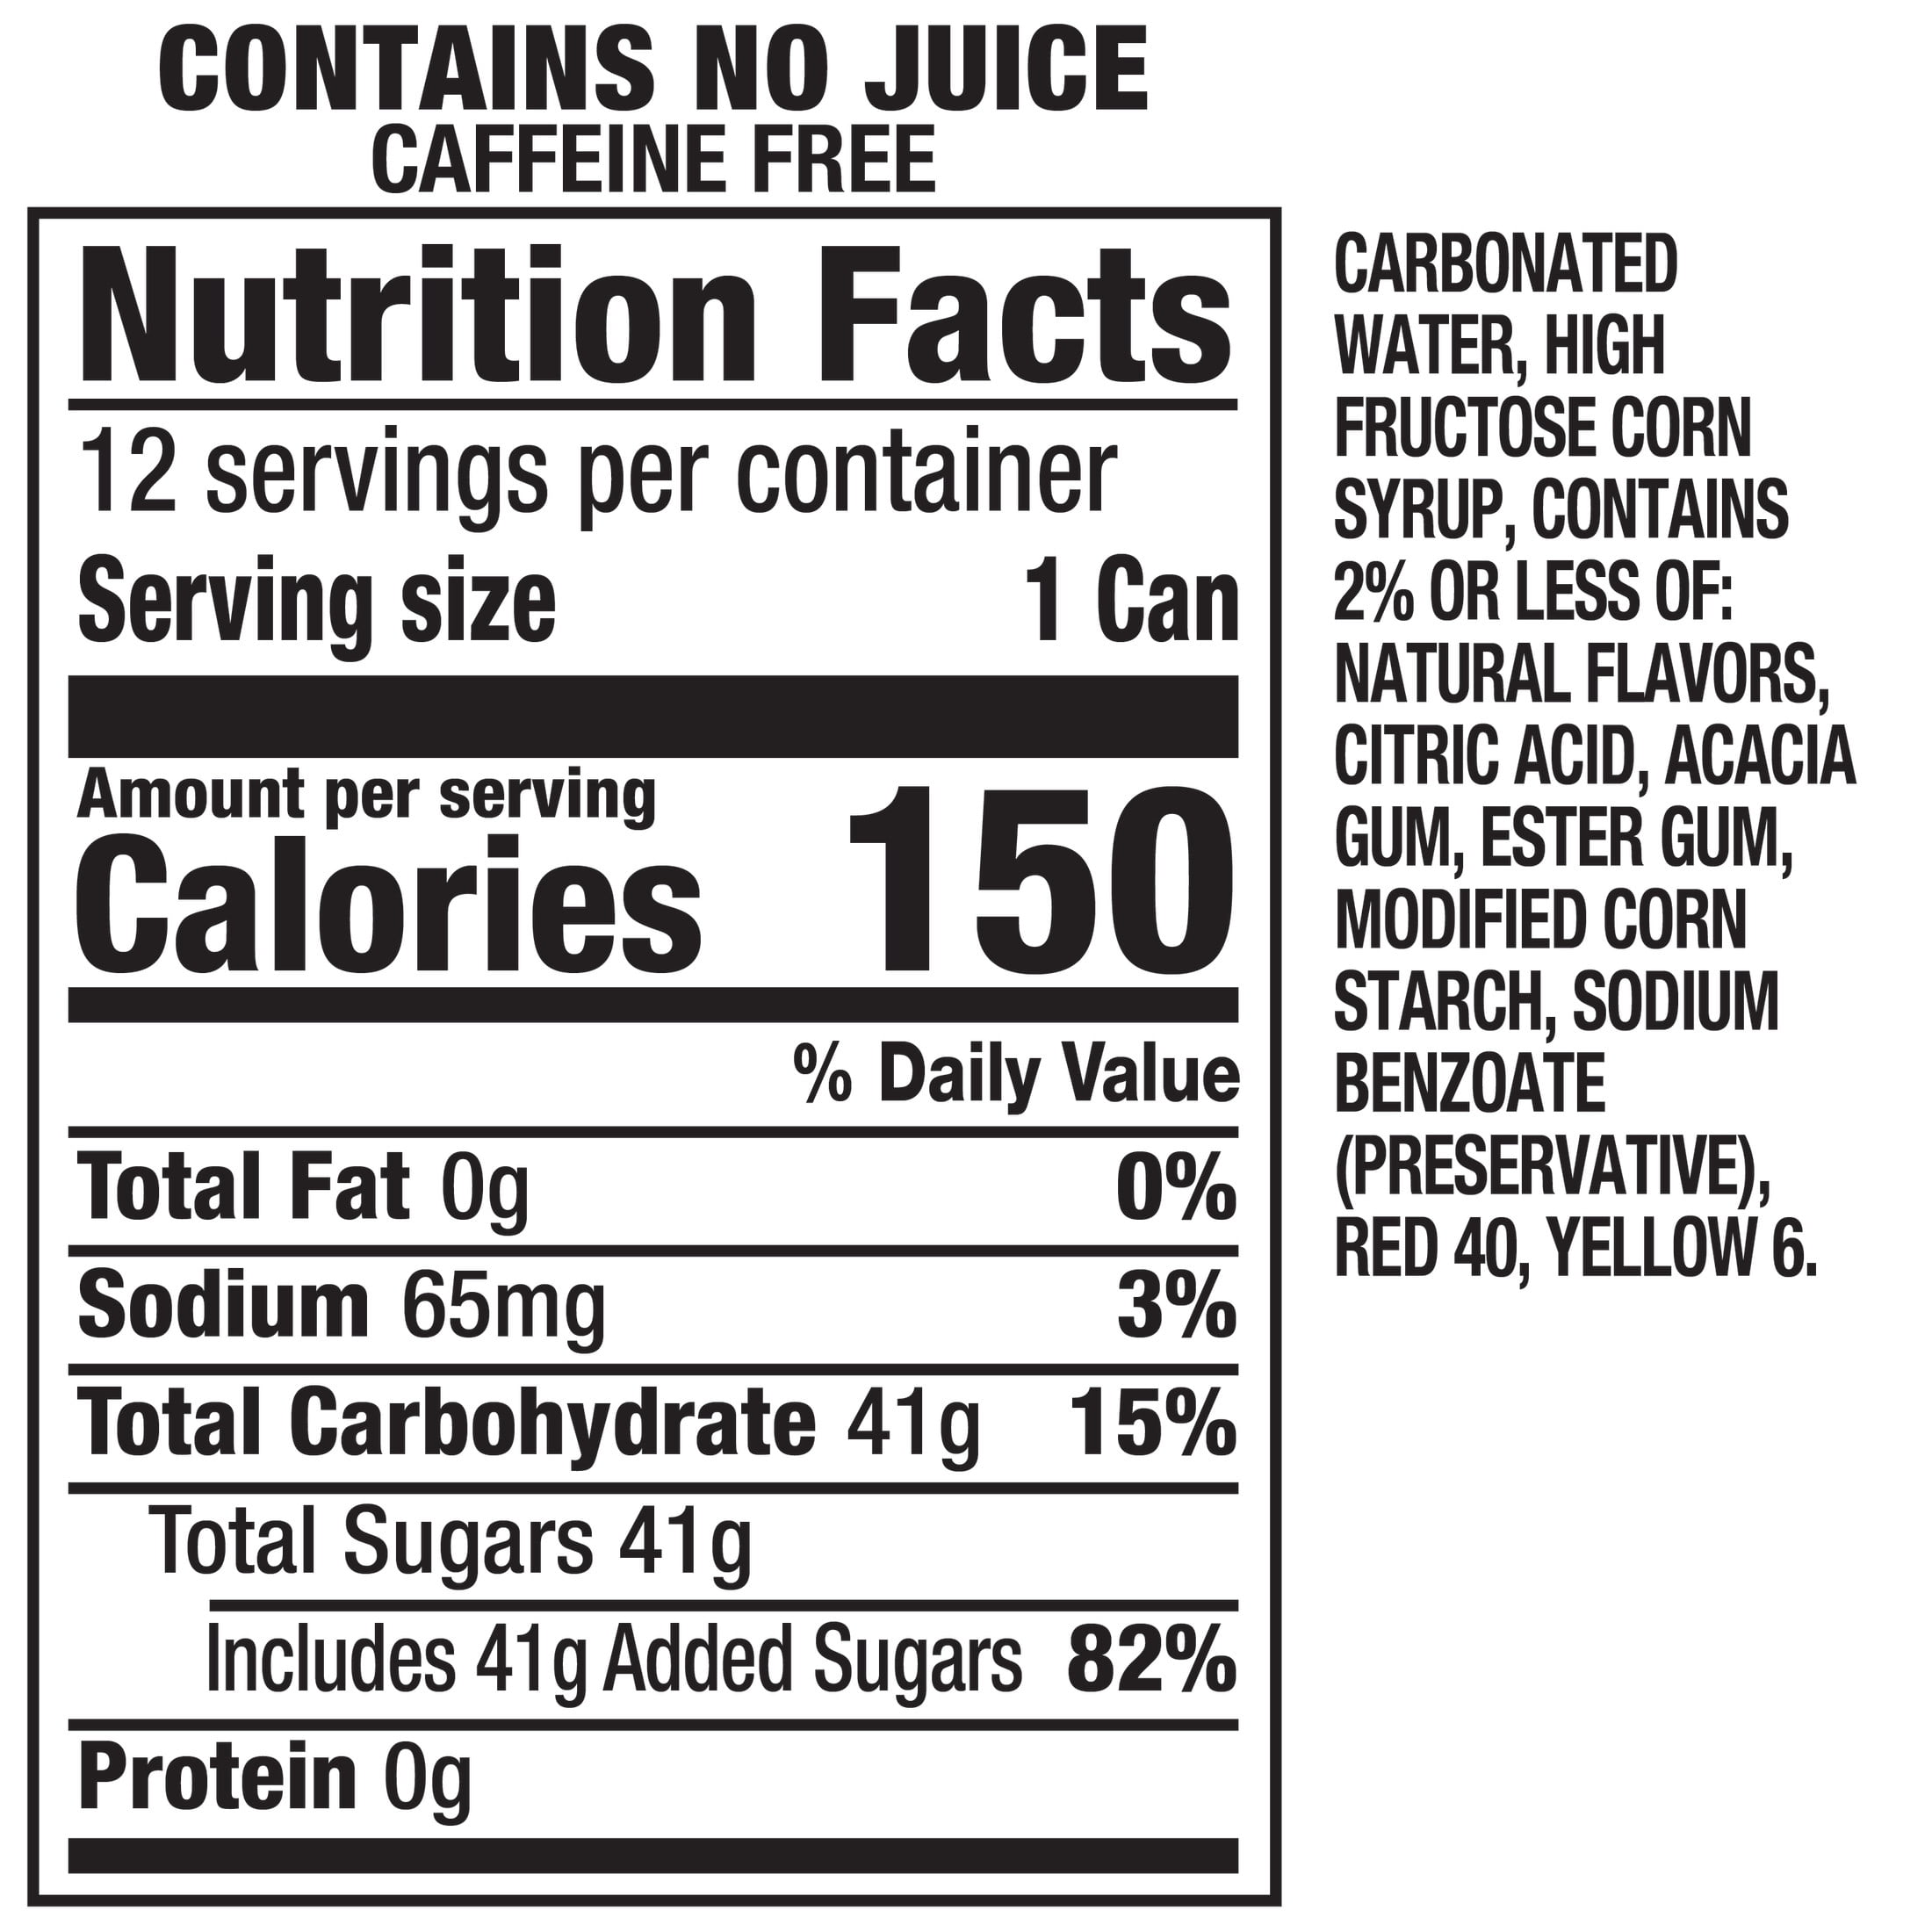 CONTAINS NO JUICE
CAFFEINE FREE
Nutrition Facts
12 servings per container
Serving size 1 Can
Amount per serving
Calories 150
% Daily Value
Total Fat 0g 0%
Sodium 65mg 3%
Total Carbohydrate 41g 15%
Total Sugars 41g
Includes 41g Added Sugars 82%
Protein 0g
CARBONATED
WATER, HIGH
FRUCTOSE CORN
SYRUP, CONTAINS
2% OR LESS OF:
NATURAL FLAVORS,
CITRIC ACID, ACACIA
GUM, ESTER GUM,
MODIFIED CORN
STARCH, SODIUM
BENZOATE
(PRESERVATIVE),
RED 40, YELLOW 6.